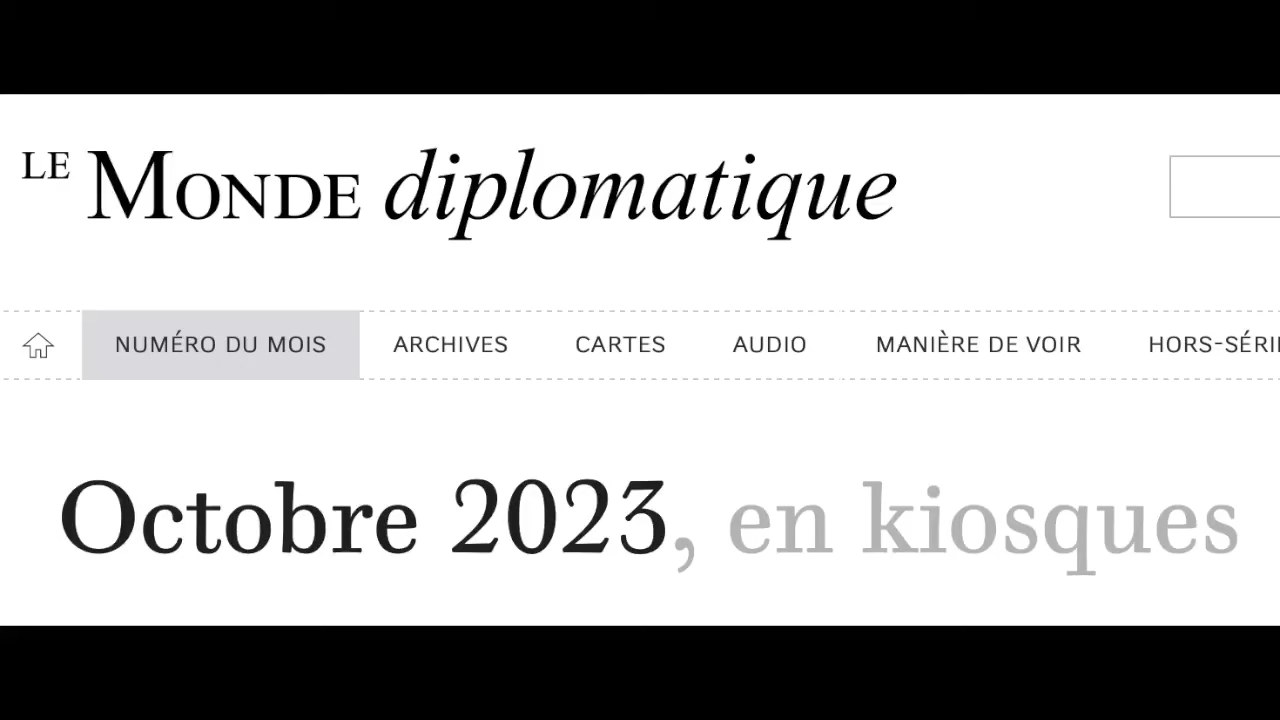 LE MONDE diplomatique
NUMÉRO DU MOIS ARCHIVES CARTES AUDIO MANIÈRE DE VOIR
Octobre 2023, en kiosques